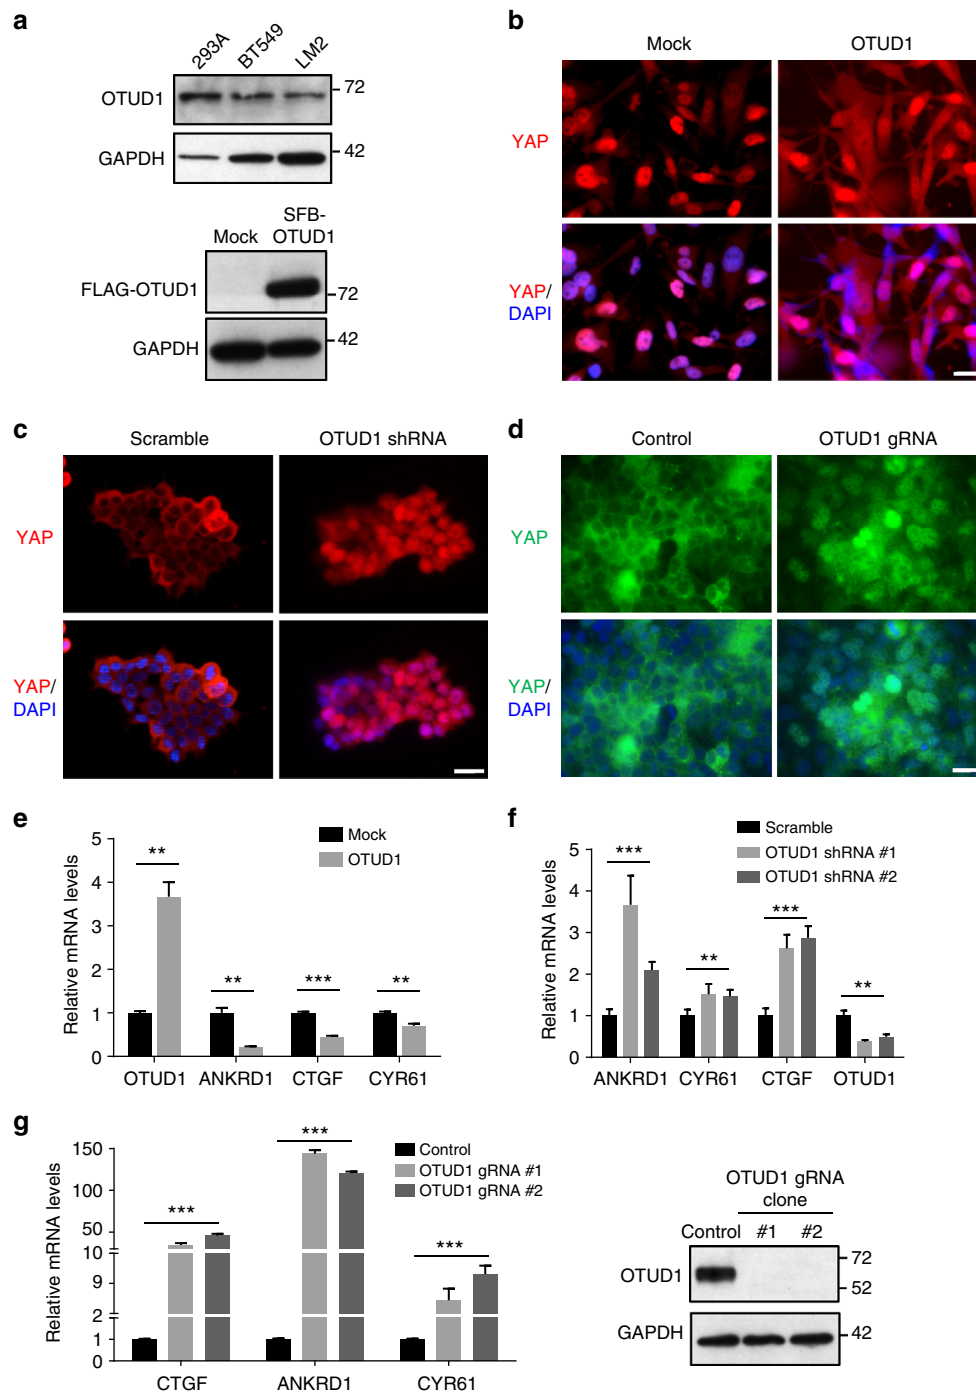 a
293A BT549 LM2
OTUD1
72
GAPDH
42
Mock SFB-OTUD1
FLAG-OTUD1
72
GAPDH
42
b
Mock OTUD1
YAP
YAP/
DAPI
c
Scramble OTUD1 shRNA
YAP
YAP/
DAPI
d
Control OTUD1 gRNA
YAP
YAP/
DAPI
e
Relative mRNA levels
5
4
3
2
1
0
Mock
OTUD1
**
**
***
**
OTUD1 ANKRD1 CTGF CYR61
f
Relative mRNA levels
5
4
3
2
1
0
Scramble
OTUD1 shRNA #1
OTUD1 shRNA #2
***
**
***
**
ANKRD1 CYR61 CTGF OTUD1
g
Relative mRNA levels
150
100
50
10
9
2
2
1
0
Control
OTUD1 gRNA #1
OTUD1 gRNA #2
***
***
***
CTGF ANKRD1 CYR61
OTUD1 gRNA
clone
Control #1 #2
OTUD1
72
52
GAPDH
42